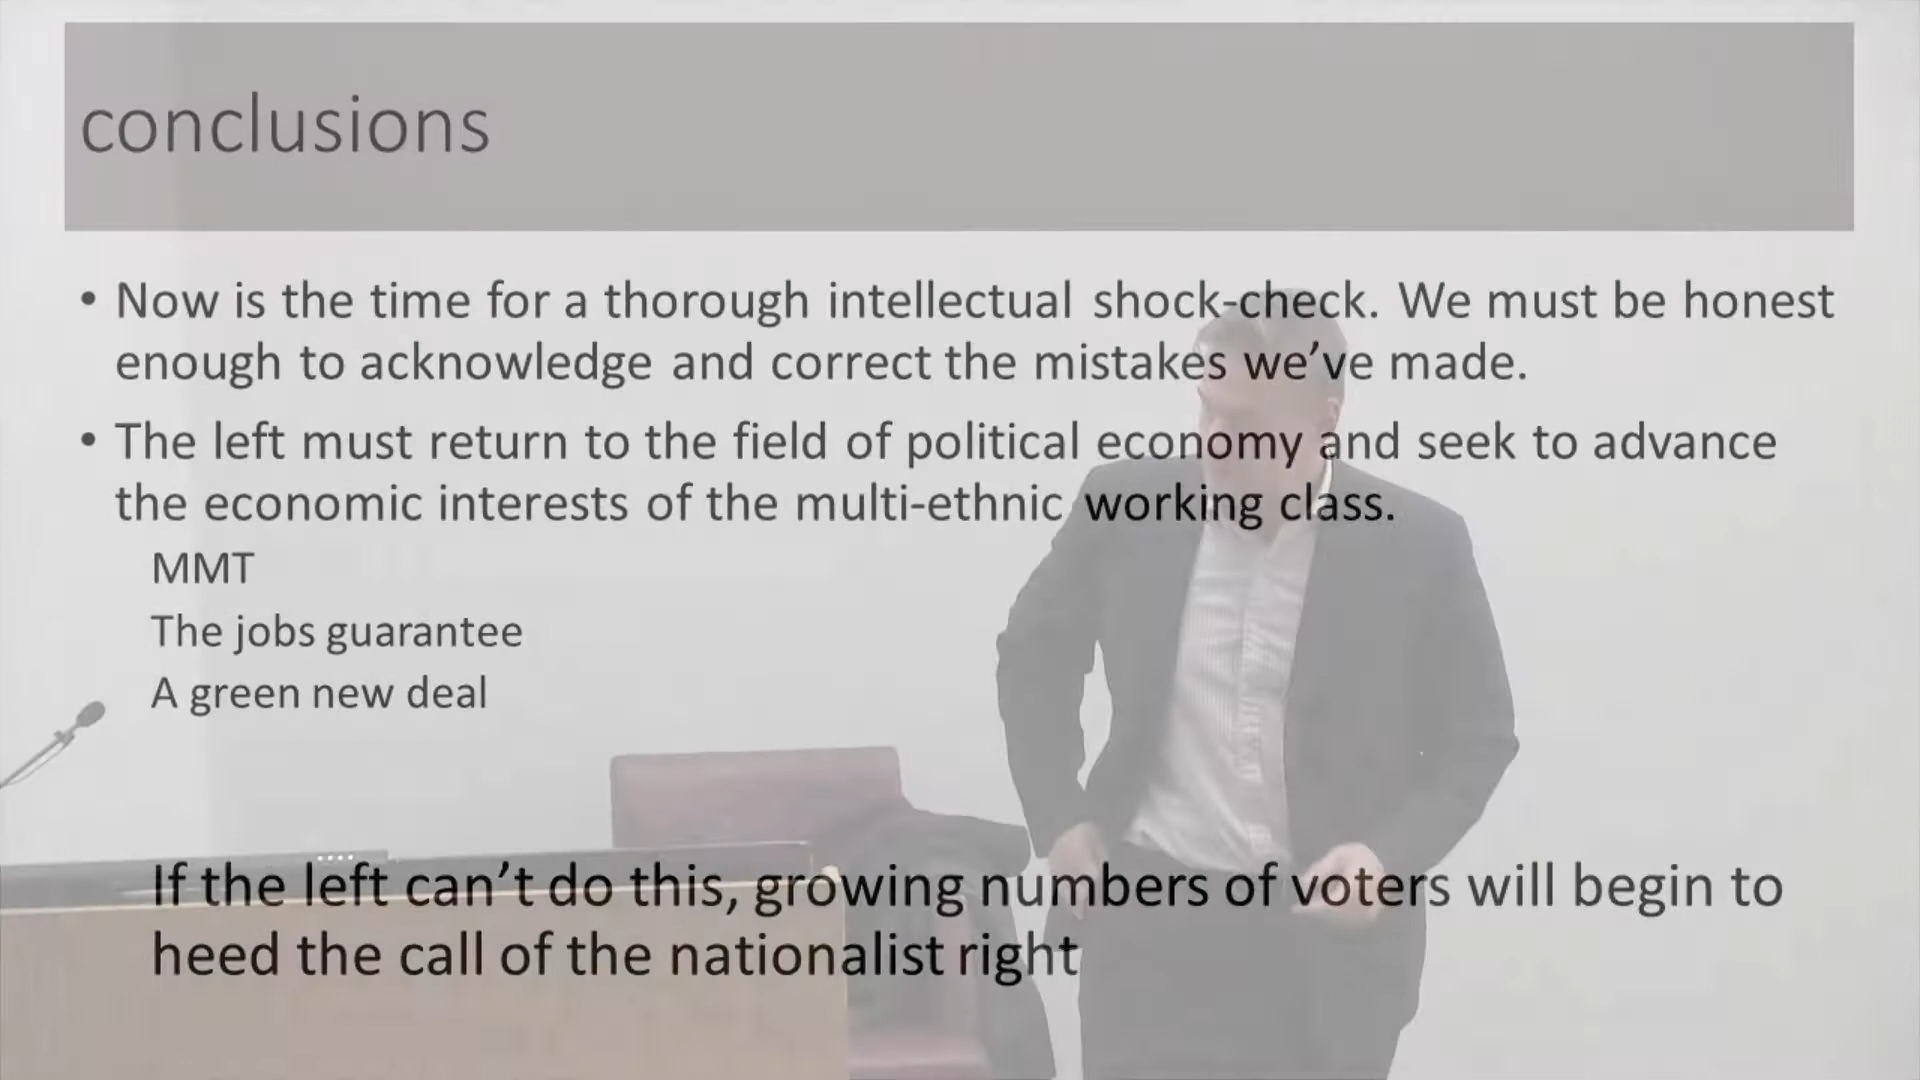 conclusions
• Now is the time for a thorough intellectual shock-check. We must be honest
enough to acknowledge and correct the mistakes we’ve made.
• The left must return to the field of political economy and seek to advance
the economic interests of the multi-ethnic working class.
MMT
The jobs guarantee
A green new deal
If the left can’t do this, growing numbers of voters will begin to
heed the call of the nationalist right